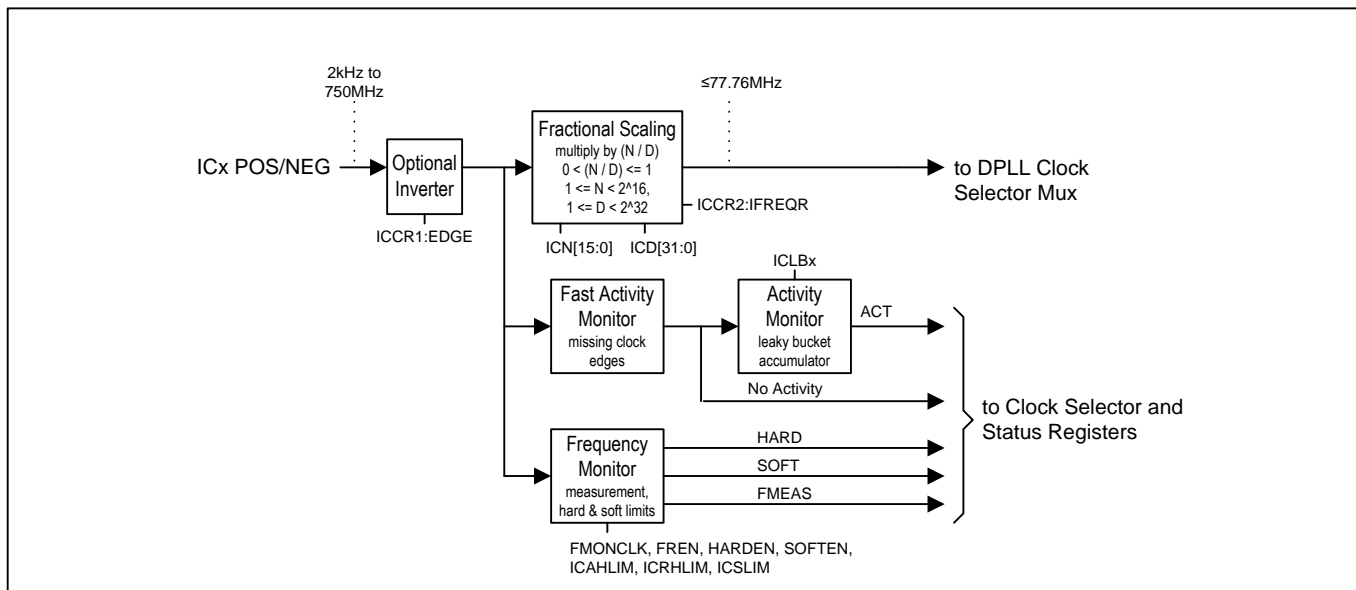 2kHz to
750MHz
≤77.76MHz
ICx POS/NEG
Optional
Inverter
ICCR1:EDGE
Fractional Scaling
multiply by (N / D)
0 < (N / D) <= 1
1 <= N < 2^16,
1 <= D < 2^32
ICCR2:IFREQR
ICN[15:0]
ICD[31:0]
to DPLL Clock
Selector Mux
Fast Activity
Monitor
missing clock
edges
ICLBx
Activity
Monitor
leaky bucket
accumulator
ACT
No Activity
Frequency
Monitor
measurement,
hard & soft limits
HARD
SOFT
FMEAS
to Clock Selector and
Status Registers
FMONCLK, FREN, HARDEN, SOFTEN,
ICAHLIM, ICRHLIM, ICSLIM